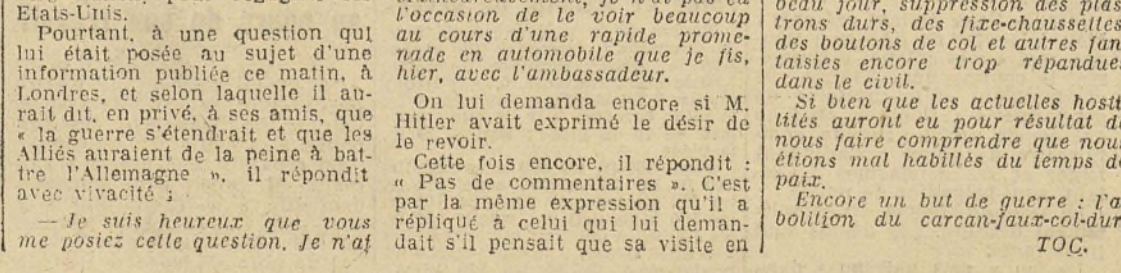 Etats-Unis.
Pourtant, à une question qui
lui était posée au sujet d'une
information publiée ce matin, à
Londres, et selon laquelle il au-
rait dit, en privé, à ses amis, que
« la guerre s'étendrait et que les
Alliés auraient de la peine à bat-
tre l'Allemagne », il répondit
avec vivacité :
— Je suis heureux que vous
me posiez cette question. Je n'ai
l'occasion de le voir beaucoup
au cours d'une rapide prome-
nade en automobile que je fis,
hier, avec l'ambassadeur.
On lui demanda encore si M.
Hitler avait exprimé le désir de
le revoir.
Cette fois encore, il répondit :
« Pas de commentaires ». C'est
par la même expression qu'il a
répliqué à celui qui lui deman-
dait s'il pensait que sa visite en
beau jour, suppression des plas-
trons durs, des fixe-chaussettes
des boutons de col et autres fan
taisies encore trop répandues
dans le civil.
Si bien que les actuelles hosti
lités auront eu pour résultat de
nous faire comprendre que nous
étions mal habillés du temps de
paix.
Encore un but de guerre : l'a
bolition du carcan-faux-col-dur
TOC.